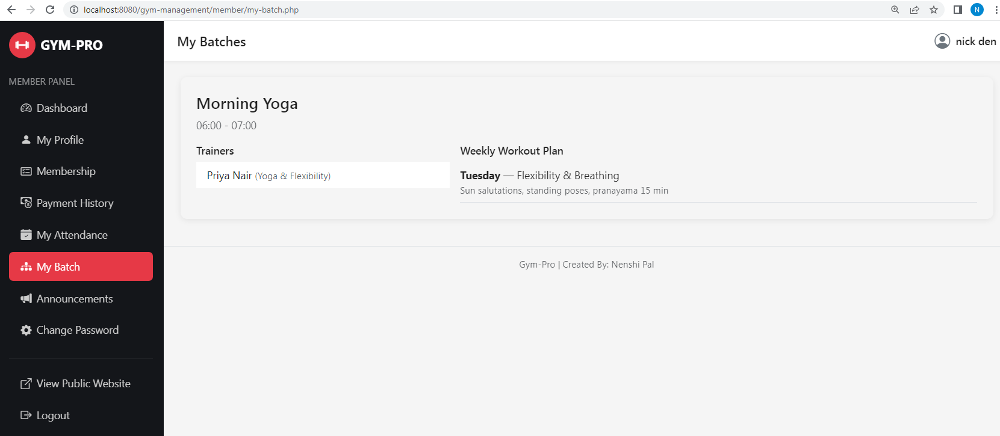 localhost:8080/gym-management/member/my-batch.php
N
GYM-PRO
MEMBER PANEL
Dashboard
My Profile
Membership
Payment History
My Attendance
My Batch
Announcements
Change Password
View Public Website
Logout
My Batches
nick den
Morning Yoga
06:00 - 07:00
Trainers
Priya Nair (Yoga & Flexibility)
Weekly Workout Plan
Tuesday — Flexibility & Breathing
Sun salutations, standing poses, pranayama 15 min
Gym-Pro | Created By: Nenshi Pal